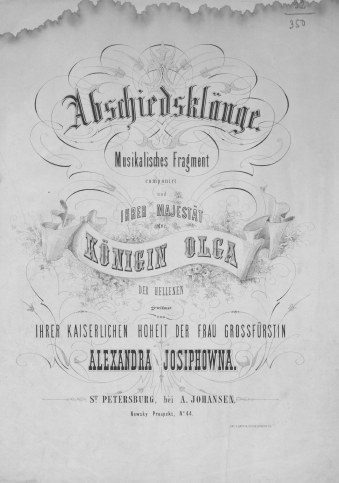 350
Abschiedsklänge.
Musikalisches Fragment
componirt
und
IHRER MAJESTÄT
der
KÖNIGIN OLGA
DER HELLENEN
gewidmet
von
IHRER KAISERLICHEN HOHEIT DER FRAU GROSSFÜRSTIN
ALEXANDRA JOSIPHOWNA.
ST PETERSBURG, bei A. JOHANSEN.
Newsky Prospekt, No 44.